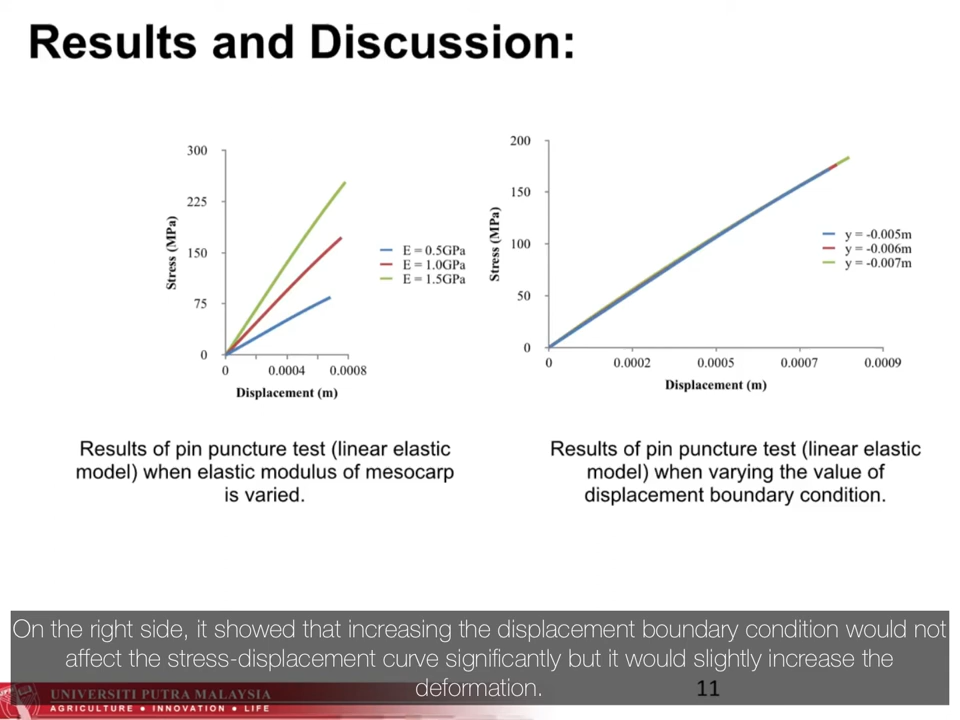 Results and Discussion:
300
225
150
75
0
Stress (MPa)
0
0.0004
0.0008
Displacement (m)
E = 0.5GPa
E = 1.0GPa
E = 1.5GPa
200
150
100
50
0
Stress (MPa)
0
0.0002
0.0005
0.0007
0.0009
Displacement (m)
y = -0.005m
y = -0.006m
y = -0.007m
Results of pin puncture test (linear elastic
model) when elastic modulus of mesocarp
is varied.
Results of pin puncture test (linear elastic
model) when varying the value of
displacement boundary condition.
On the right side, it showed that increasing the displacement boundary condition would not
affect the stress-displacement curve significantly but it would slightly increase the
deformation.
11
UNIVERSITI PUTRA MALAYSIA
AGRICULTURE • INNOVATION • LIFE